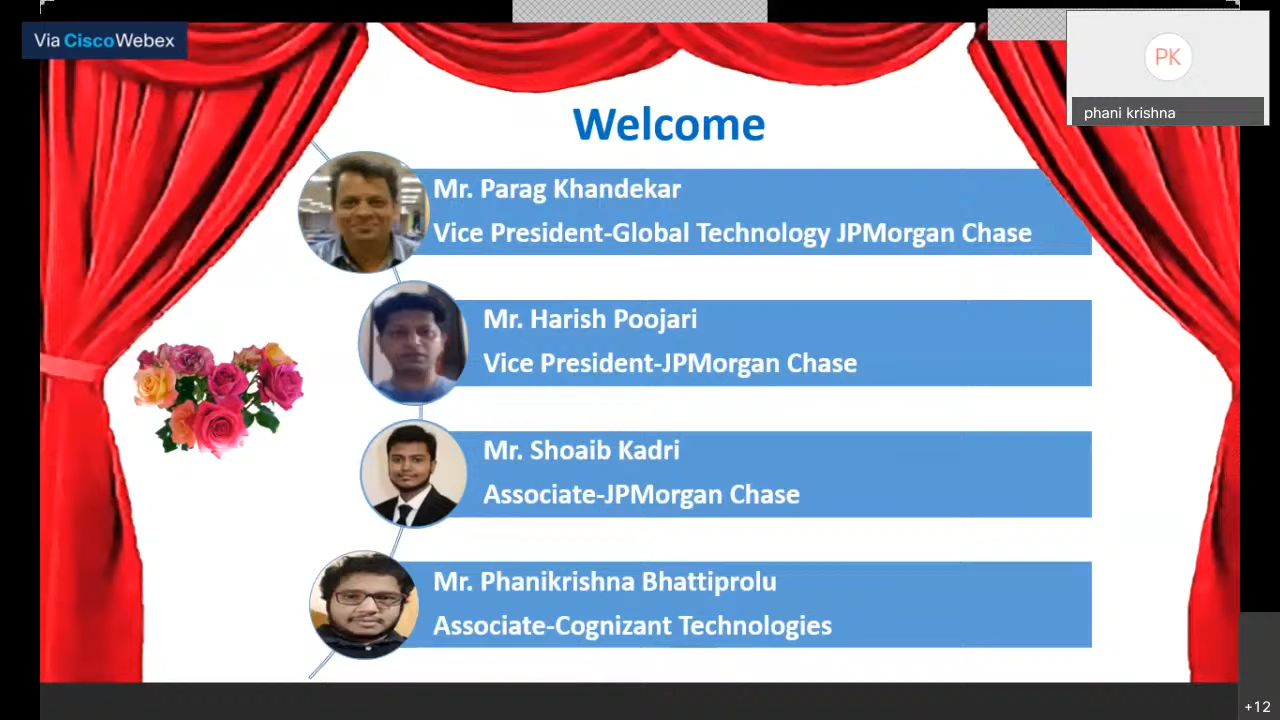 Via CiscoWebex
PK
phani krishna
Welcome
Mr. Parag Khandekar
Vice President-Global Technology JPMorgan Chase
Mr. Harish Poojari
Vice President-JPMorgan Chase
Mr. Shoaib Kadri
Associate-JPMorgan Chase
Mr. Phanikrishna Bhattiprolu
Associate-Cognizant Technologies
+12